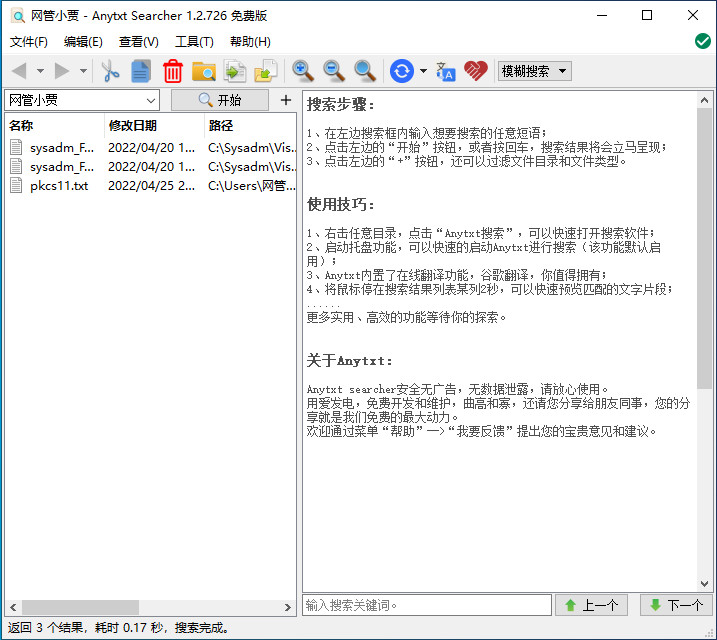 网管小贾 - Anytxt Searcher 1.2.726 免费版
文件(F) 编辑(E) 查看(V) 工具(T) 帮助(H)
模糊搜索
网管小贾 开始 +
名称 修改日期 路径
sysadm_F... 2022/04/20 1... C:\Sysadm\Vis...
sysadm_F... 2022/04/20 1... C:\Sysadm\Vis...
pkcs11.txt 2022/04/25 2... C:\Users\网管...
搜索步骤：
1、在左边搜索框内输入想要搜索的任意短语；
2、点击左边的“开始”按钮，或者按回车，搜索结果将会立马呈现；
3、点击左边的“+”按钮，还可以过滤文件目录和文件类型。
使用技巧：
1、右击任意目录，点击“Anytxt搜索”，可以快速打开搜索软件；
2、启动托盘功能，可以快速的启动Anytxt进行搜索（该功能默认启
用）；
3、Anytxt内置了在线翻译功能，谷歌翻译，你值得拥有；
4、将鼠标停在搜索结果列表某列2秒，可以快速预览匹配的文字片段；
......
更多实用、高效的功能等待你的探索。
关于Anytxt：
Anytxt searcher安全无广告，无数据泄露，请放心使用。
用爱发电，免费开发和维护，曲高和寡，还请您分享给朋友同事，您的分
享就是我们免费的最大动力。
欢迎通过菜单“帮助”—>“我要反馈”提出您的宝贵意见和建议。
输入搜索关键词。 上一个 下一个
返回 3 个结果，耗时 0.17 秒，搜索完成。